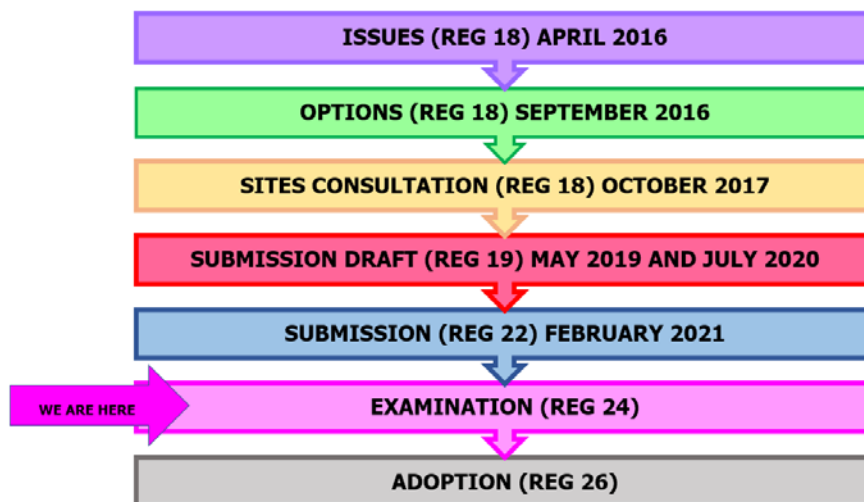 ISSUES (REG 18) APRIL 2016
OPTIONS (REG 18) SEPTEMBER 2016
SITES CONSULTATION (REG 18) OCTOBER 2017
SUBMISSION DRAFT (REG 19) MAY 2019 AND JULY 2020
SUBMISSION (REG 22) FEBRUARY 2021
WE ARE HERE
EXAMINATION (REG 24)
ADOPTION (REG 26)